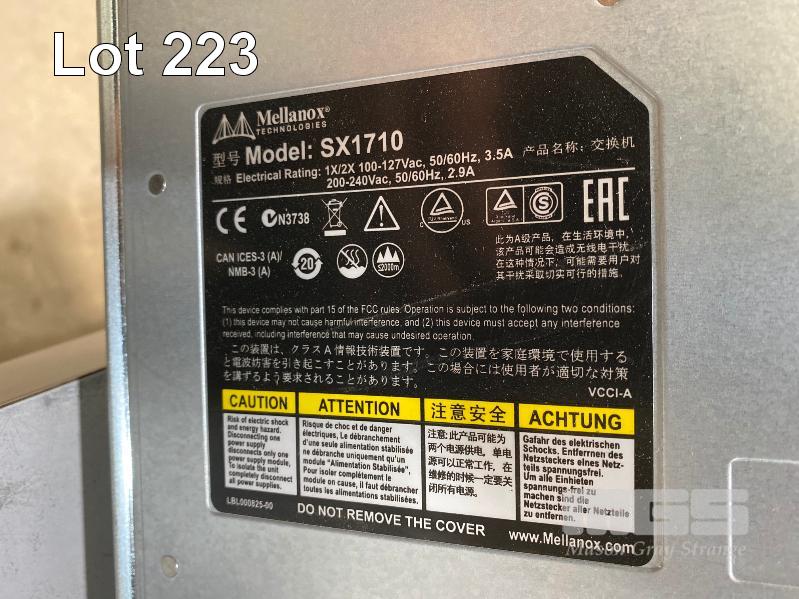 Lot 223
Mellanox®
TECHNOLOGIES
型号 Model: SX1710
产品名称: 交换机
规格 Electrical Rating: 1X/2X 100-127Vac, 50/60Hz, 3.5A
200-240Vac, 50/60Hz, 2.9A
CE N3738 EAC
C US
CAN ICES-3 (A)/
NMB-3 (A)
20
≤2000m
此为A级产品，在生活环境中，
该产品可能会造成无线电干扰。
在这种情况下，可能需要用户对
其干扰采取切实可行的措施。
This device complies with part 15 of the FCC rules. Operation is subject to the following two conditions:
(1) this device may not cause harmful interference, and (2) this device must accept any interference
received, including interference that may cause undesired operation.
この装置は、クラスA情報技術装置です。この装置を家庭環境で使用する
と電波妨害を引き起こすことがあります。この場合には使用者が適切な対策
を講ずるよう要求されることがあります。
VCCI-A
CAUTION
Risk of electric shock
and energy hazard.
Disconnecting one
power supply
disconnects only one
power supply module.
To isolate the unit
completely disconnect
all power supplies.
ATTENTION
Risque de choc et de danger
électriques, Le débranchement
d'une seule alimentation stabilisée
ne débranche uniquement qu'un
module "Alimentation Stabilisée",
Pour isoler complètement le
module on cause, il faut débrancher
toutes les alimentations stabilisées.
注意安全
注意: 此产品可能为
两个电源供电, 单电
源可以正常工作, 在
维修的时候一定要关
闭所有电源。
ACHTUNG
Gafahr des elektrischen
Schocks. Entferrnen des
Netzsteckers eines Netz-
teils spannungsfrei.
Um alle Einhieten
spannungs-frei zu
machen sind die
Netzstecker aller Netzteile
zu entfernen.
LBL000825-00
DO NOT REMOVE THE COVER
www.Mellanox.com
MGS
Mason Gray Strange